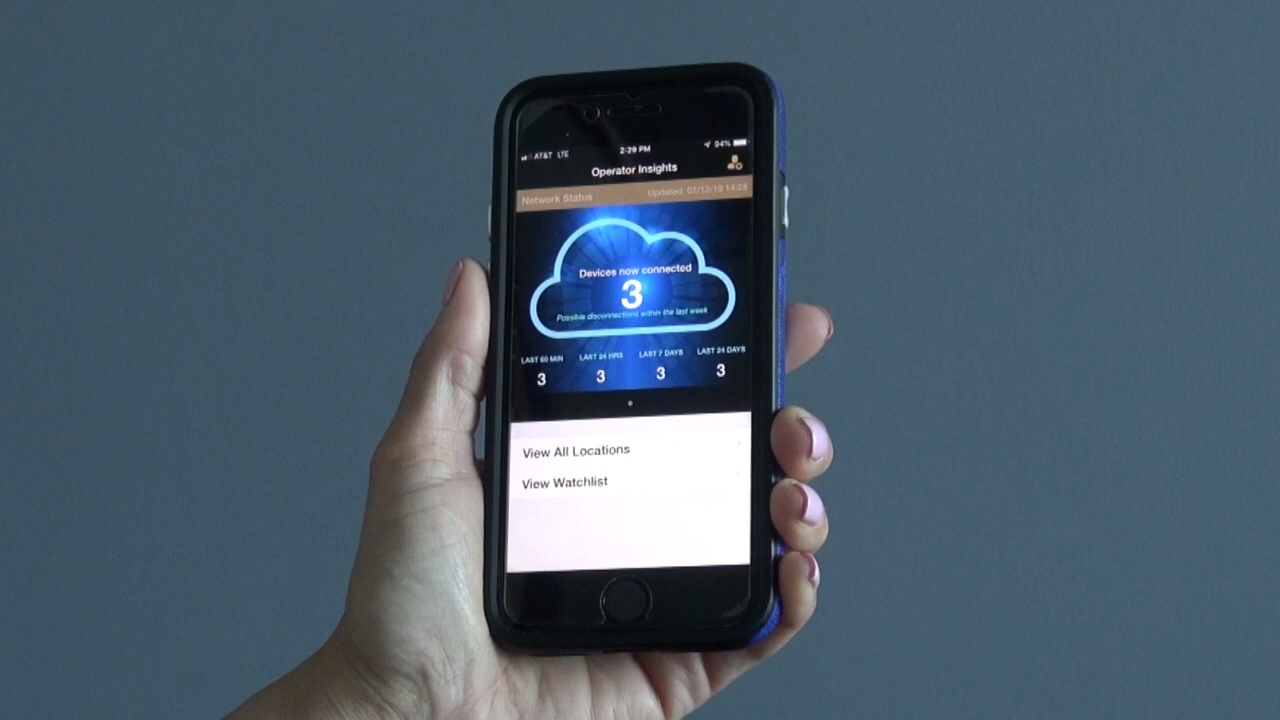 AT&T LTE 2:29 PM 94%
Operator Insights
Network Status Updated: 07/12/19 14:28
Devices now connected
3
Possible disconnections within the last week
LAST 60 MIN LAST 24 HRS LAST 7 DAYS LAST 24 DAYS
3 3 3 3
View All Locations
View Watchlist